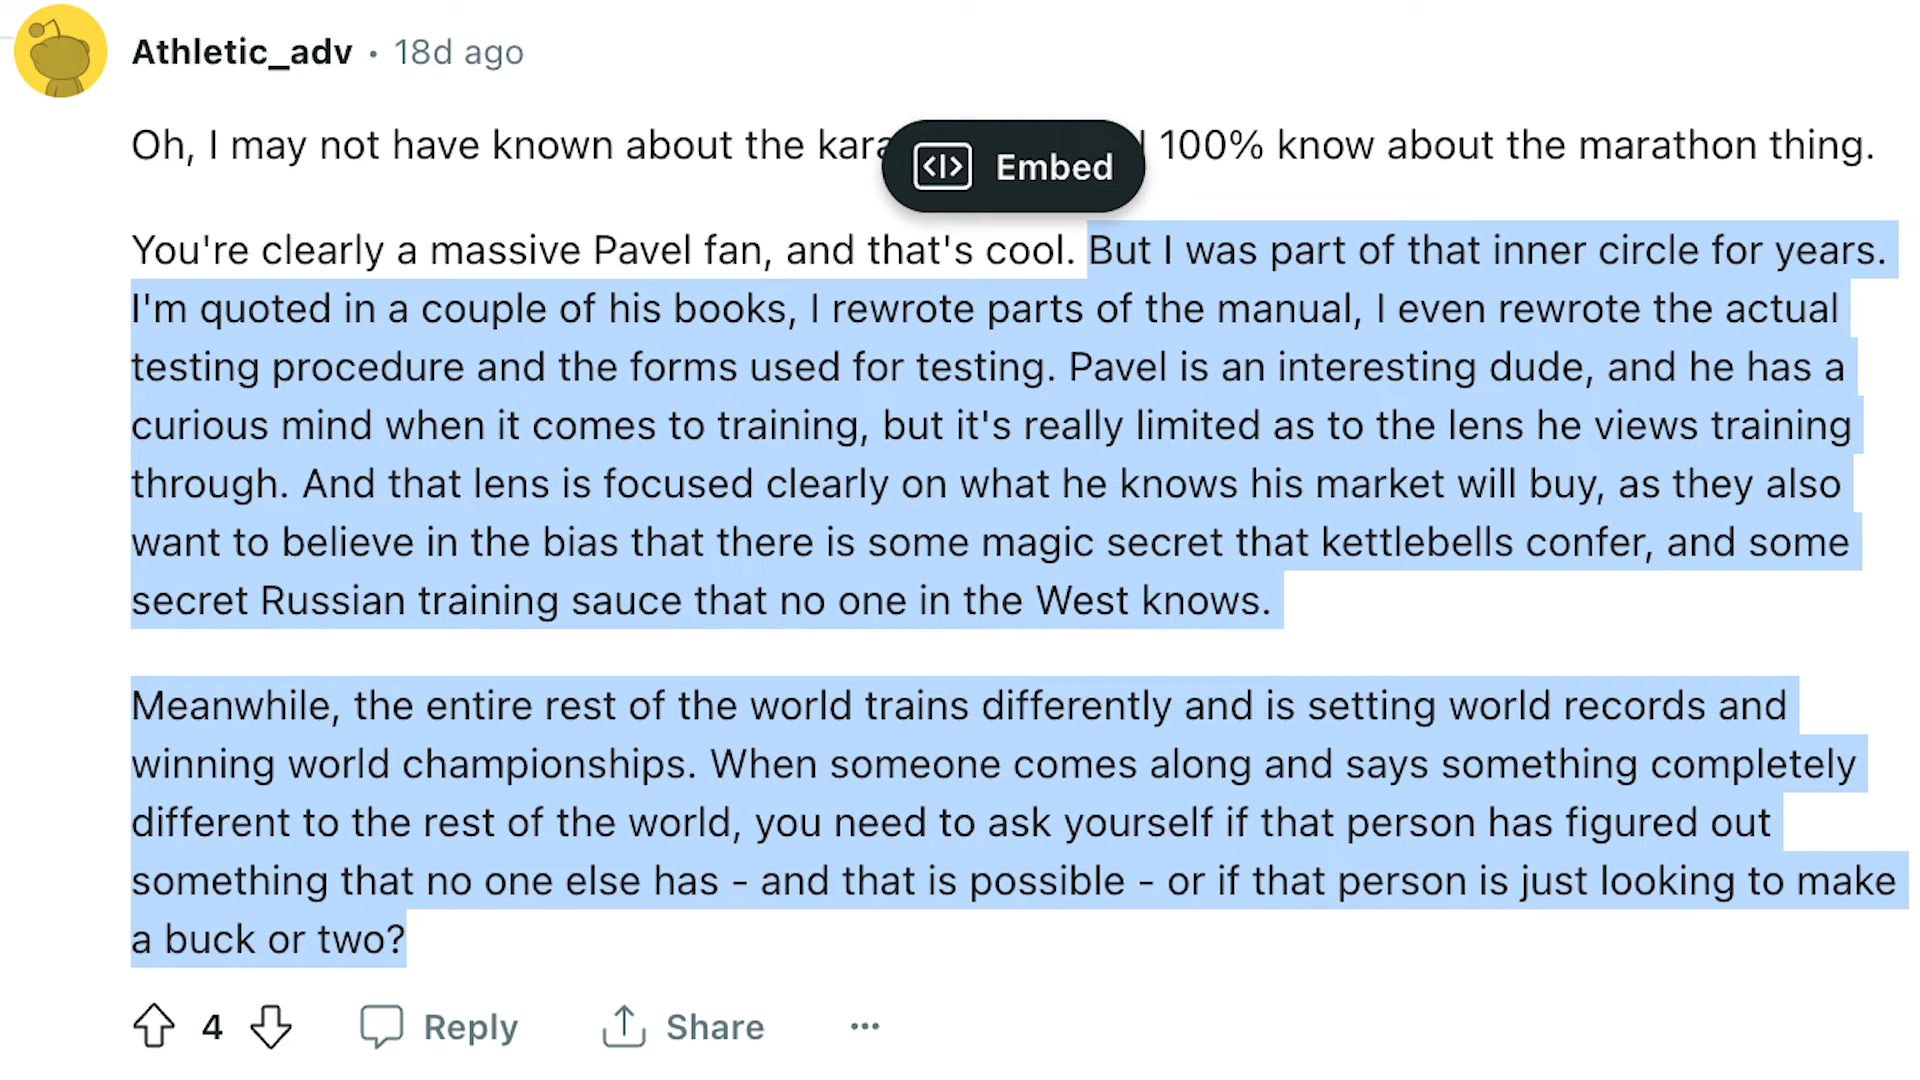 Athletic_adv • 18d ago
Oh, I may not have known about the kara 100% know about the marathon thing.
Embed
You're clearly a massive Pavel fan, and that's cool. But I was part of that inner circle for years.
I'm quoted in a couple of his books, I rewrote parts of the manual, I even rewrote the actual
testing procedure and the forms used for testing. Pavel is an interesting dude, and he has a
curious mind when it comes to training, but it's really limited as to the lens he views training
through. And that lens is focused clearly on what he knows his market will buy, as they also
want to believe in the bias that there is some magic secret that kettlebells confer, and some
secret Russian training sauce that no one in the West knows.
Meanwhile, the entire rest of the world trains differently and is setting world records and
winning world championships. When someone comes along and says something completely
different to the rest of the world, you need to ask yourself if that person has figured out
something that no one else has - and that is possible - or if that person is just looking to make
a buck or two?
4 Reply Share ...